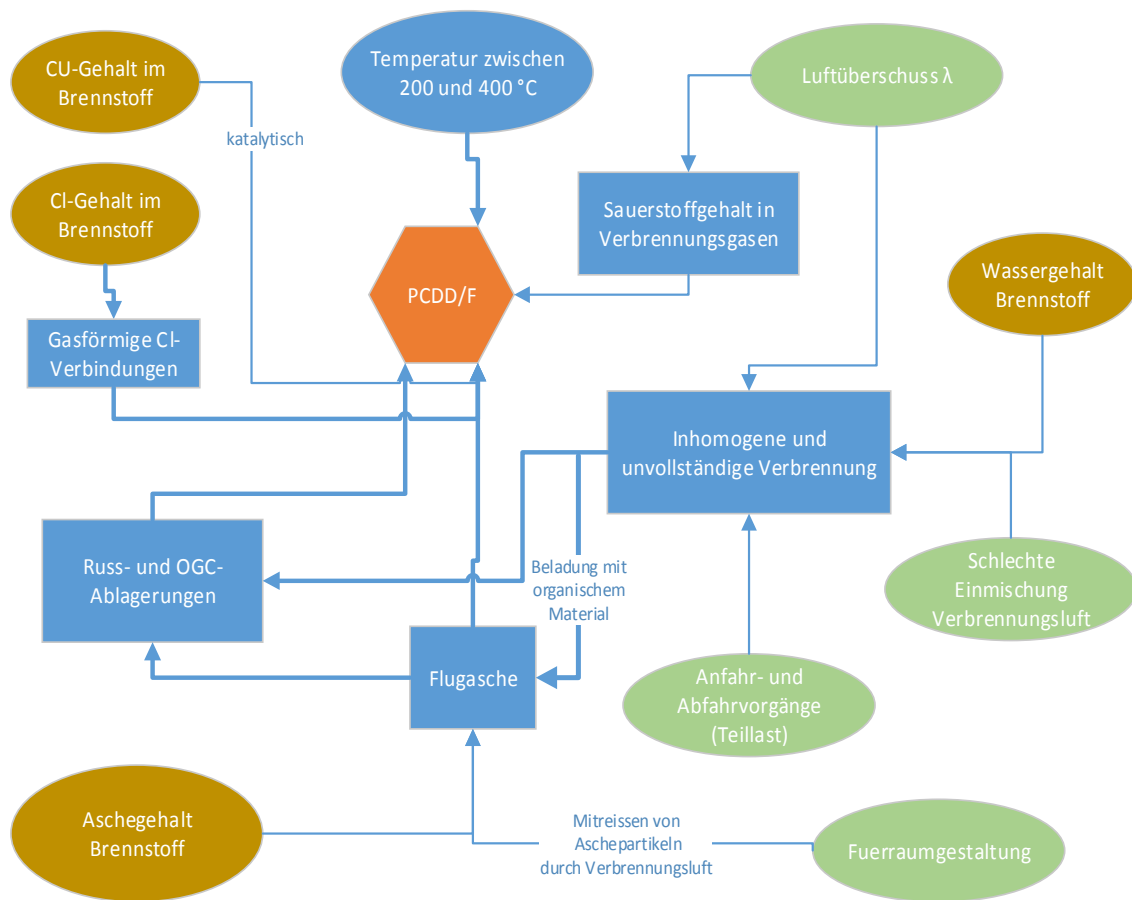 CU-Gehalt im
Brennstoff
Temperatur zwischen
200 und 400 °C
Luftüberschuss λ
katalytisch
Cl-Gehalt im
Brennstoff
Sauerstoffgehalt in
Verbrennungsgasen
PCDD/F
Wassergehalt
Brennstoff
Gasförmige Cl-
Verbindungen
Inhomogene und
unvollständige Verbrennung
Russ- und OGC-
Ablagerungen
Beladung mit
organischem
Material
Schlechte
Einmischung
Verbrennungsluft
Flugasche
Anfahr- und
Abfahrvorgänge
(Teillast)
Aschegehalt
Brennstoff
Mitreissen von
Aschepartikeln
durch Verbrennungsluft
Fuerraumgestaltung